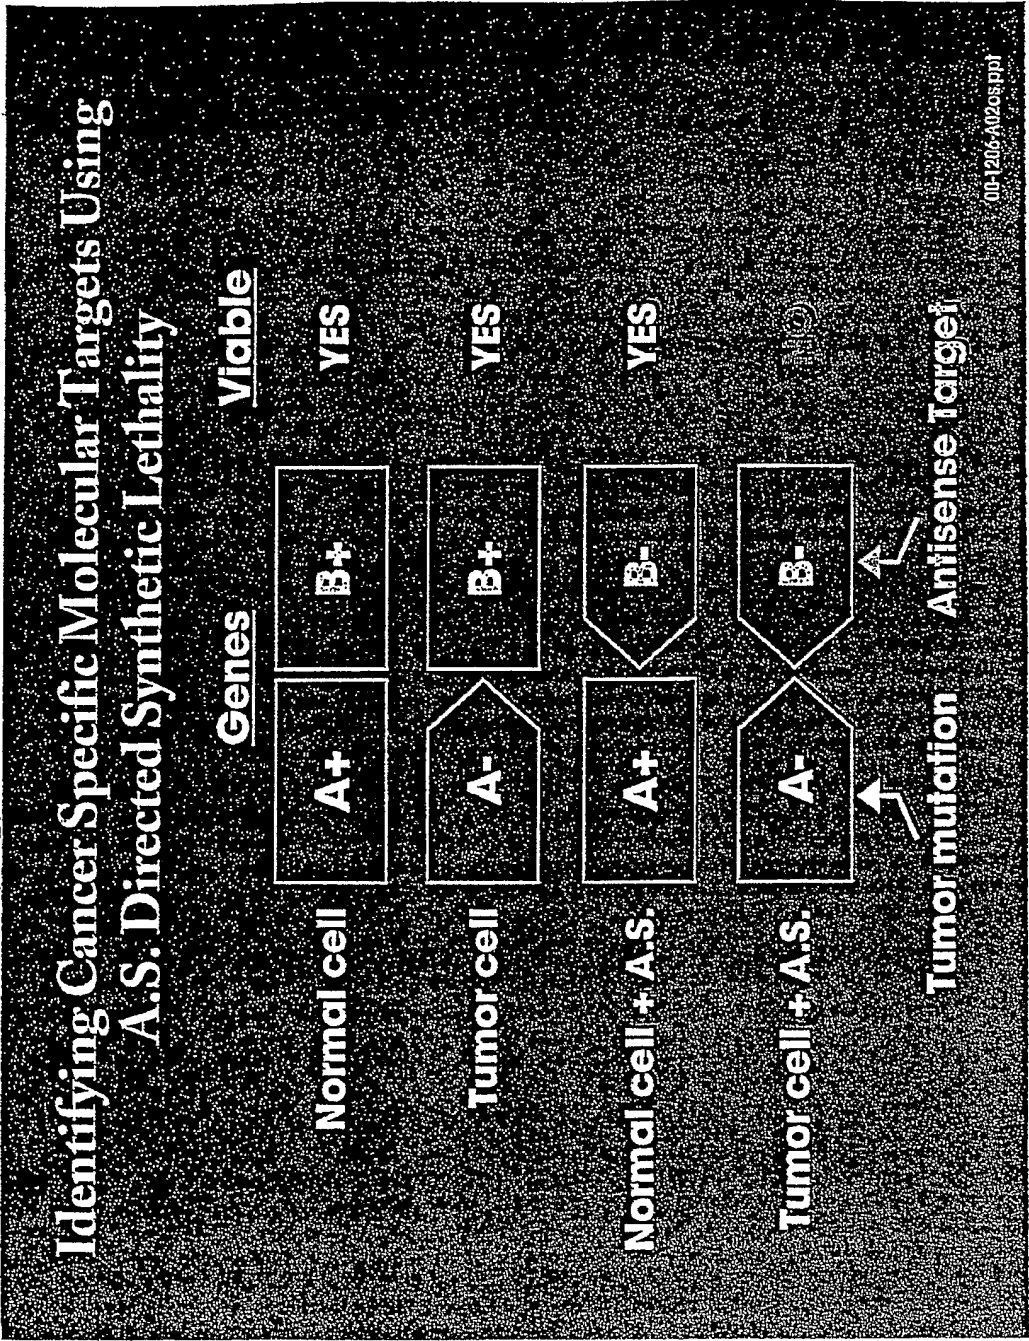 Identifying Cancer Specific Molecular Targets Using
A.S. Directed Synthetic Lethality
Genes Viable
Normal cell A+ B+ YES
Tumor cell A- B+ YES
Normal cell + A.S. A+ B- YES
Tumor cell + A.S. A- B- NO
Tumor mutation Antisense Target
00-1206-A02os.ppt